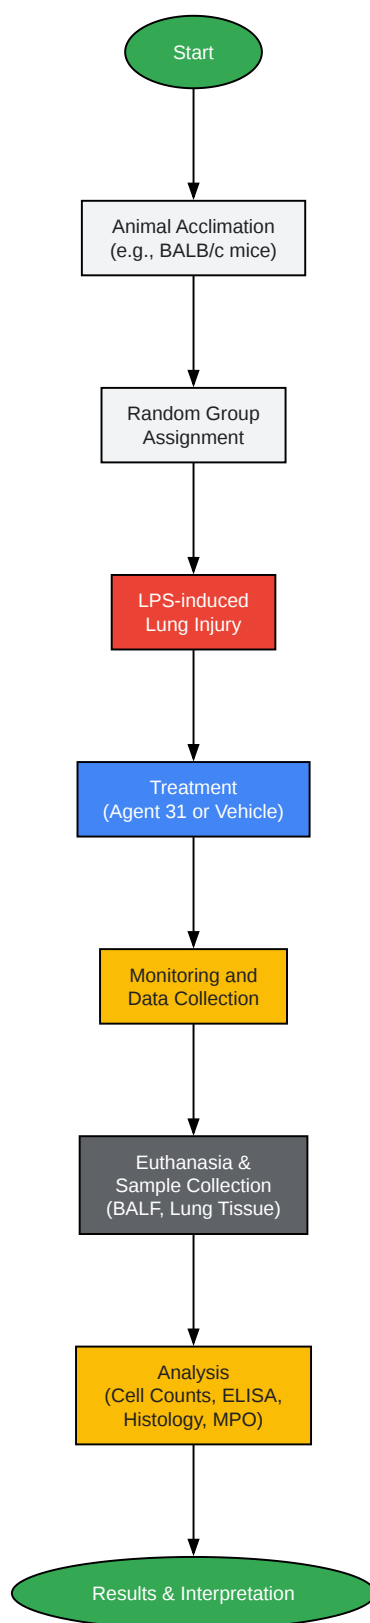 Start
Animal Acclimation
(e.g., BALB/c mice)
Random Group
Assignment
LPS-induced
Lung Injury
Treatment
(Agent 31 or Vehicle)
Monitoring and
Data Collection
Euthanasia &
Sample Collection
(BALF, Lung Tissue)
Analysis
(Cell Counts, ELISA,
Histology, MPO)
Results & Interpretation